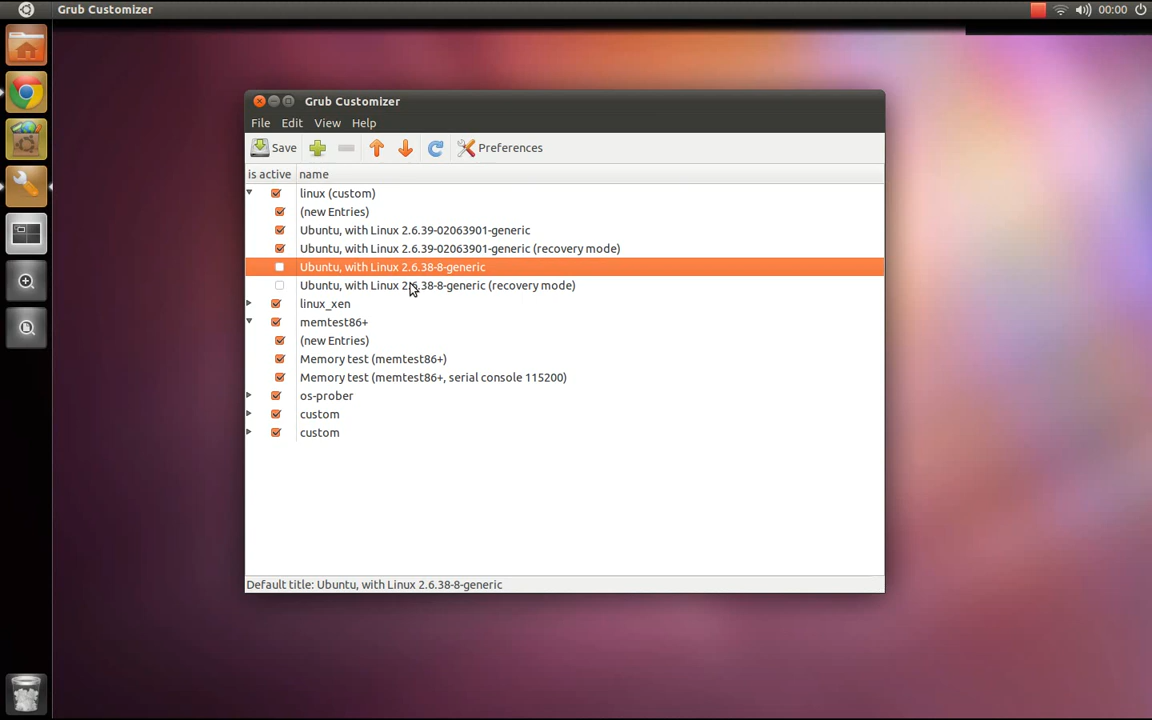 Grub Customizer 00:00
Grub Customizer
File Edit View Help
Save Preferences
is active name
linux (custom)
(new Entries)
Ubuntu, with Linux 2.6.39-02063901-generic
Ubuntu, with Linux 2.6.39-02063901-generic (recovery mode)
Ubuntu, with Linux 2.6.38-8-generic
Ubuntu, with Linux 2.6.38-8-generic (recovery mode)
linux_xen
memtest86+
(new Entries)
Memory test (memtest86+)
Memory test (memtest86+, serial console 115200)
os-prober
custom
custom
Default title: Ubuntu, with Linux 2.6.38-8-generic